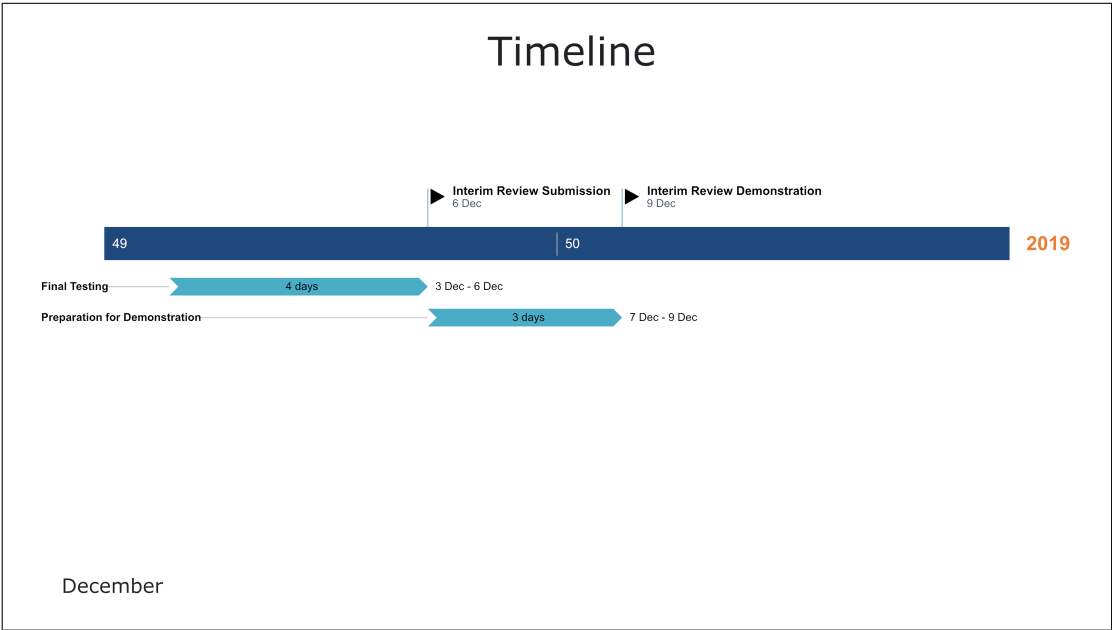 Timeline
Interim Review Submission
6 Dec
Interim Review Demonstration
9 Dec
49
50
2019
Final Testing
4 days
3 Dec - 6 Dec
Preparation for Demonstration
3 days
7 Dec - 9 Dec
December